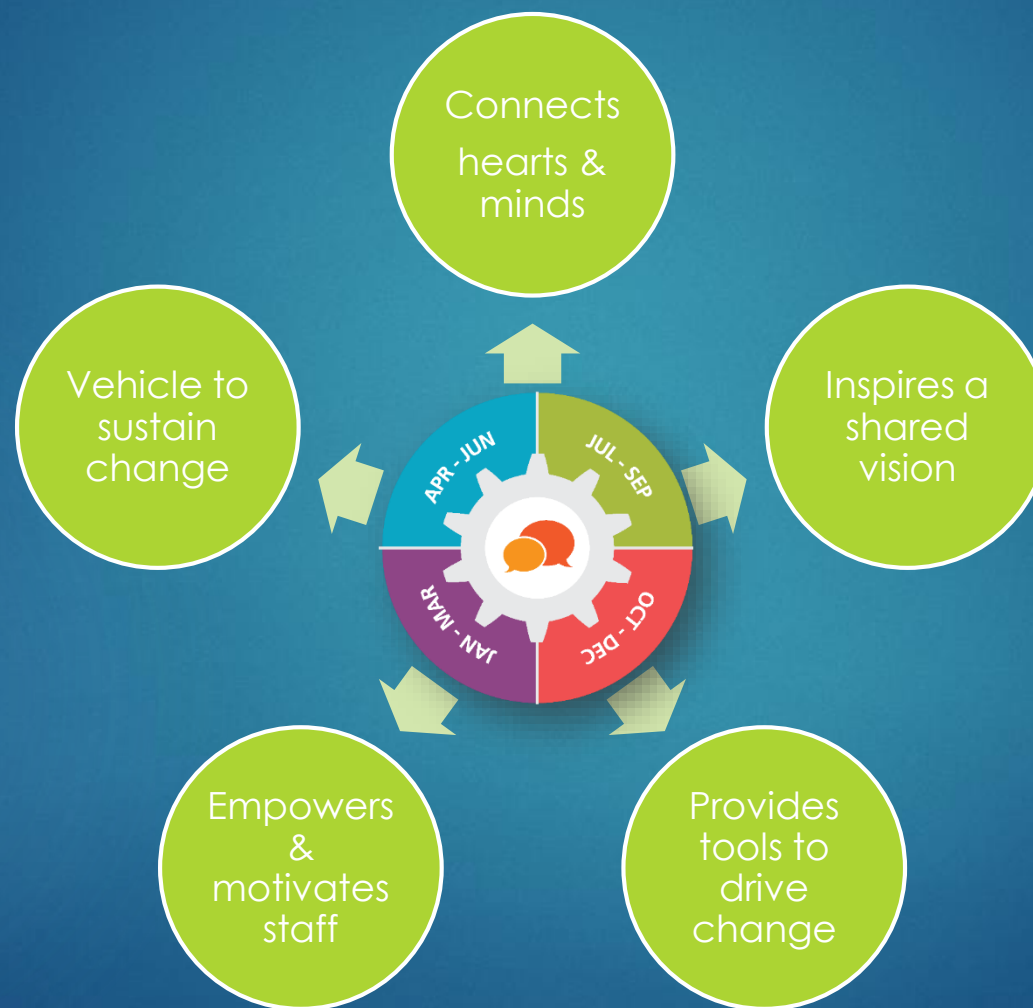 Connects
hearts &
minds
Vehicle to
sustain
change
Inspires a
shared
vision
APR - JUN
JUL - SEP
JAN - MAR
OCT - DEC
Empowers
&
motivates
staff
Provides
tools to
drive
change